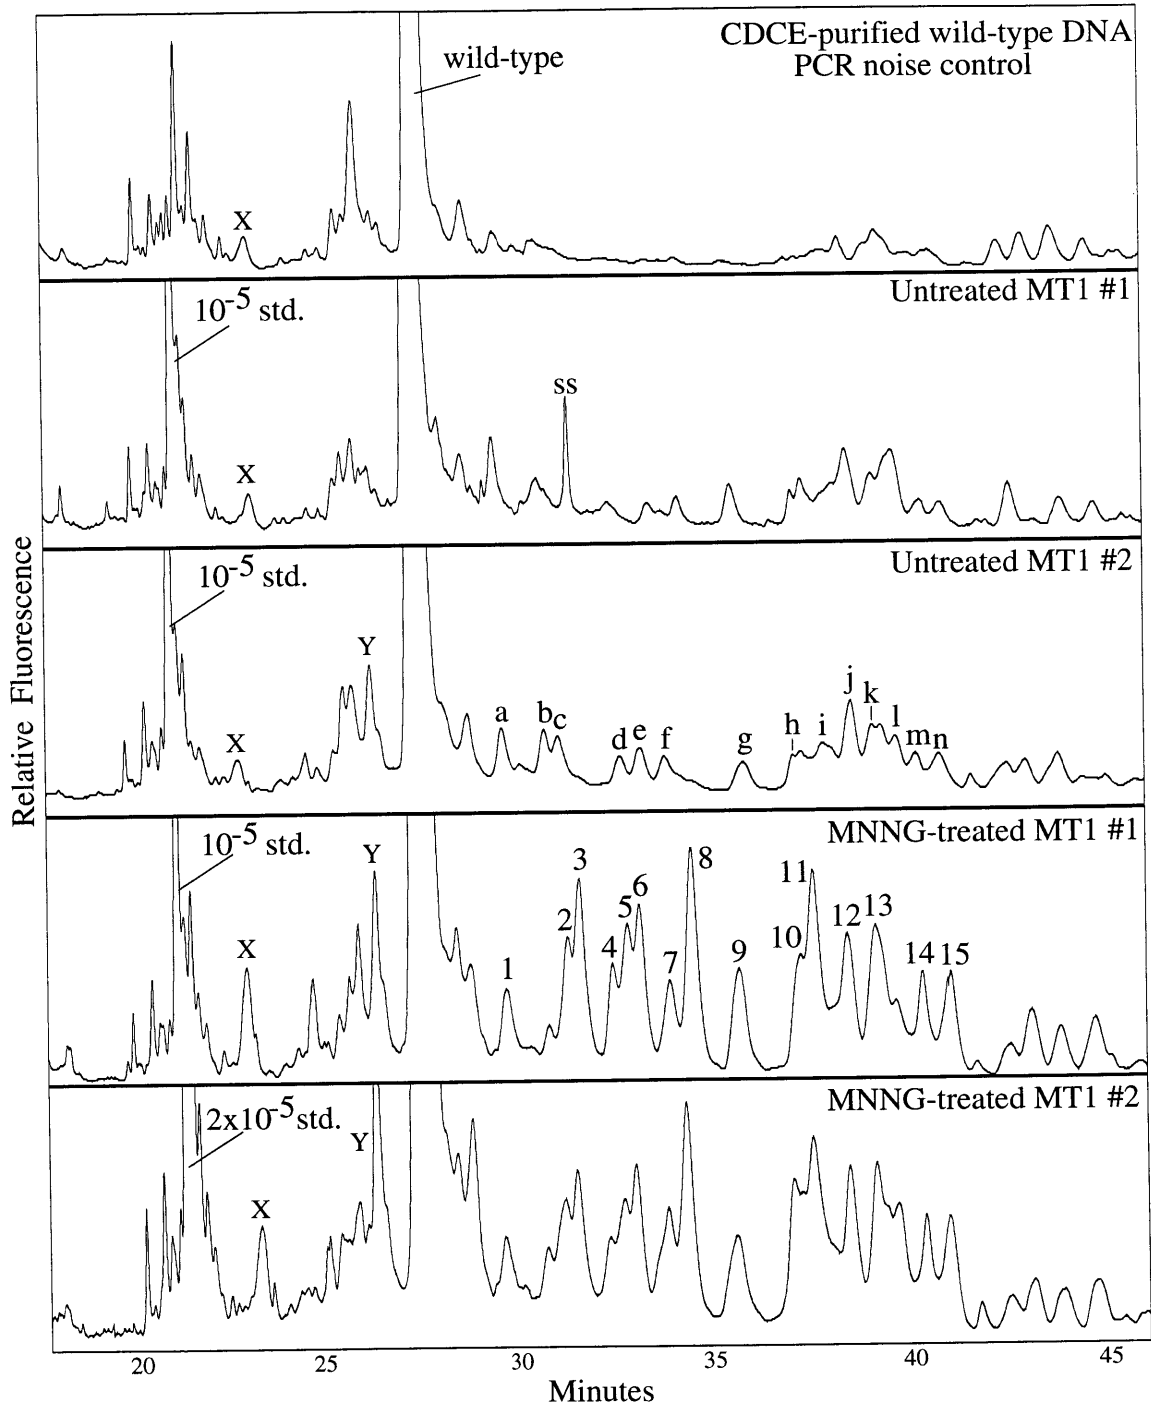 CDCE-purified wild-type DNA
PCR noise control
wild-type
X
Untreated MT1 #1
10-5 std.
ss
X
Untreated MT1 #2
10-5 std.
Y
X
a
b
c
d
e
f
g
h
i
j
k
l
m
n
MNNG-treated MT1 #1
10-5 std.
Y
X
1
2
3
4
5
6
7
8
9
10
11
12
13
14
15
MNNG-treated MT1 #2
2x10-5 std.
Y
X
Relative Fluorescence
20 25 30 35 40 45
Minutes